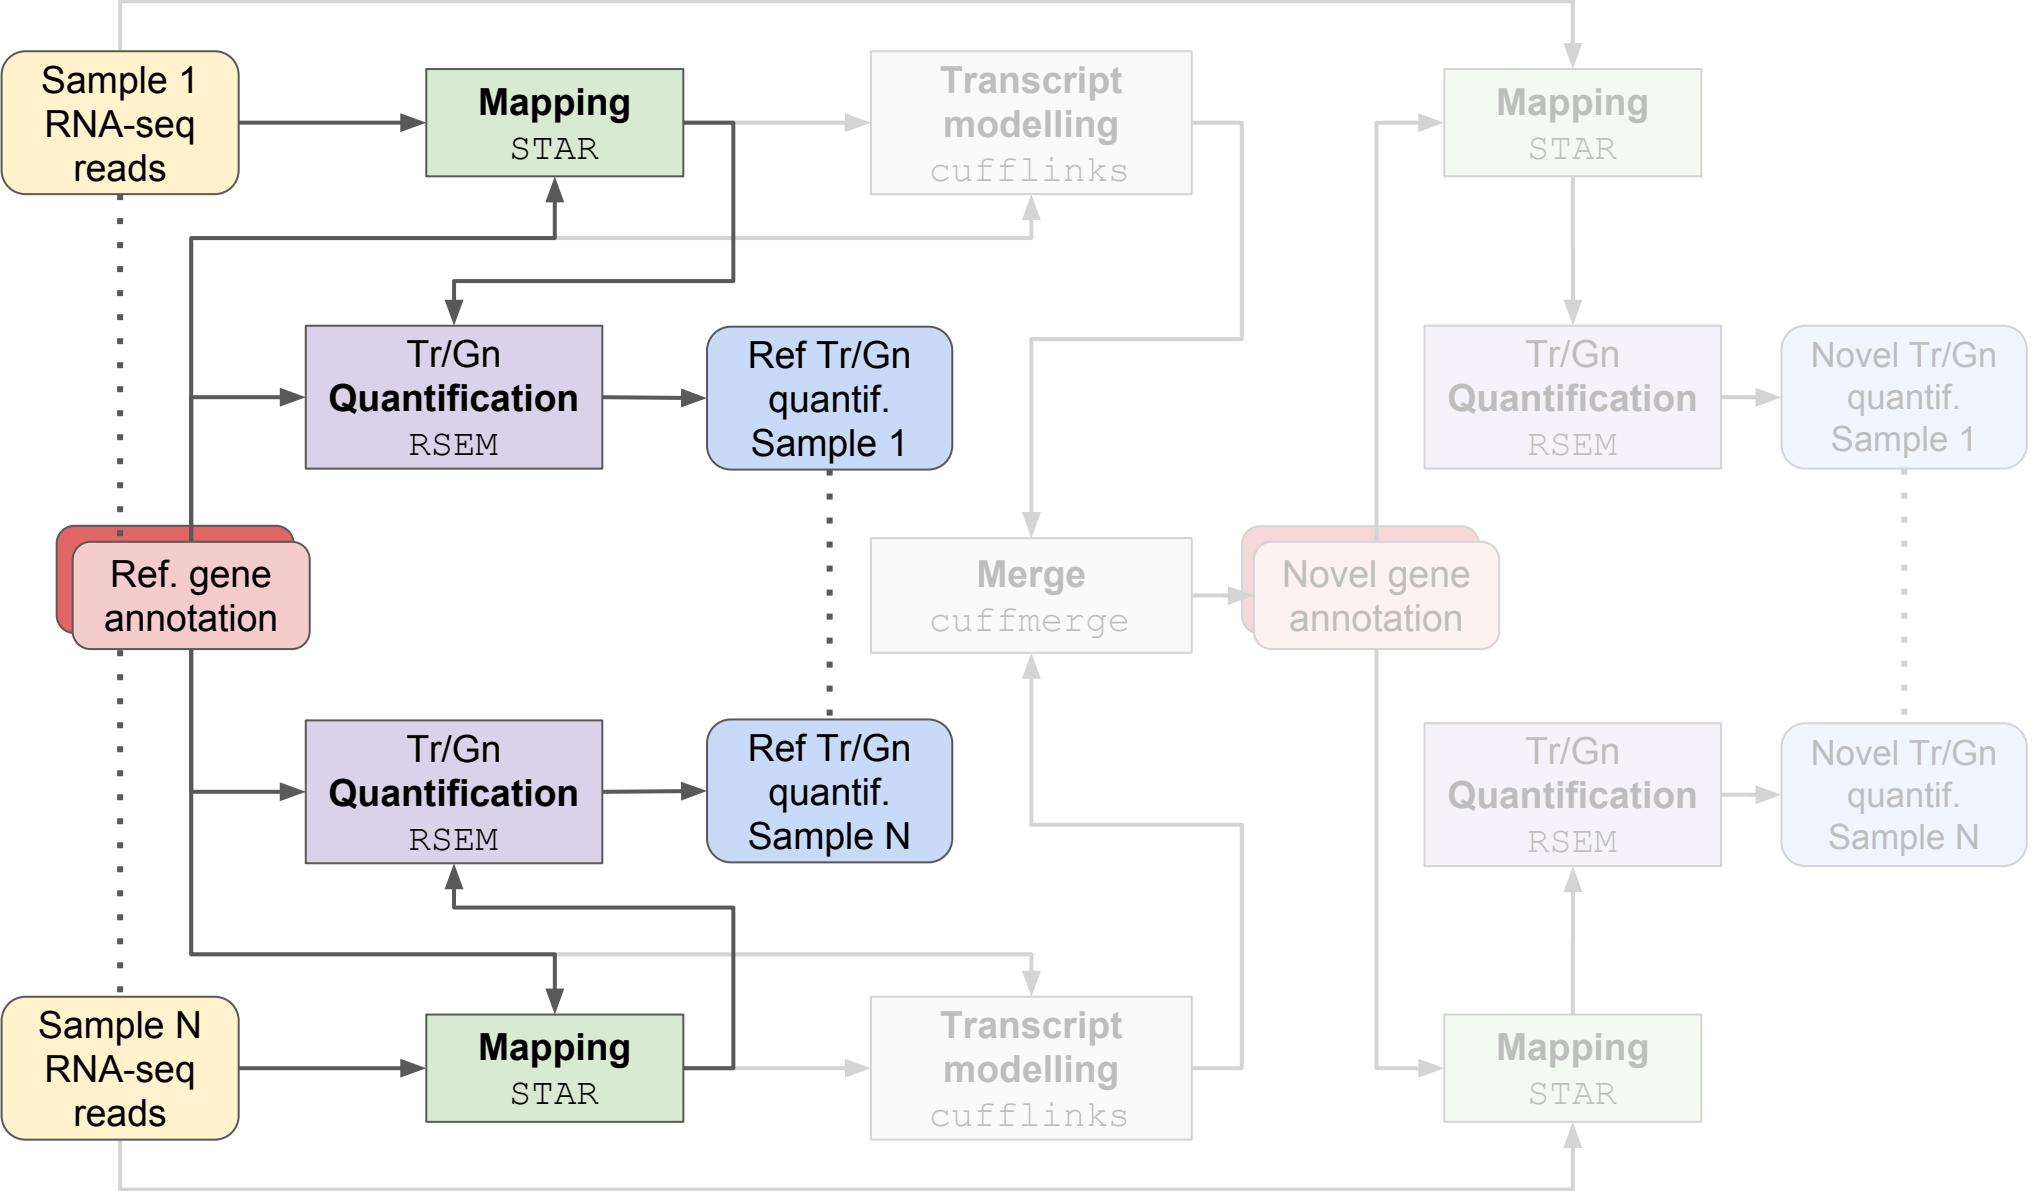 Sample 1
RNA-seq
reads
Mapping
STAR
Transcript
modelling
cufflinks
Mapping
STAR
Tr/Gn
Quantification
RSEM
Ref Tr/Gn
quantif.
Sample 1
Tr/Gn
Quantification
RSEM
Novel Tr/Gn
quantif.
Sample 1
Ref. gene
annotation
Merge
cuffmerge
Novel gene
annotation
Tr/Gn
Quantification
RSEM
Ref Tr/Gn
quantif.
Sample N
Tr/Gn
Quantification
RSEM
Novel Tr/Gn
quantif.
Sample N
Sample N
RNA-seq
reads
Mapping
STAR
Transcript
modelling
cufflinks
Mapping
STAR